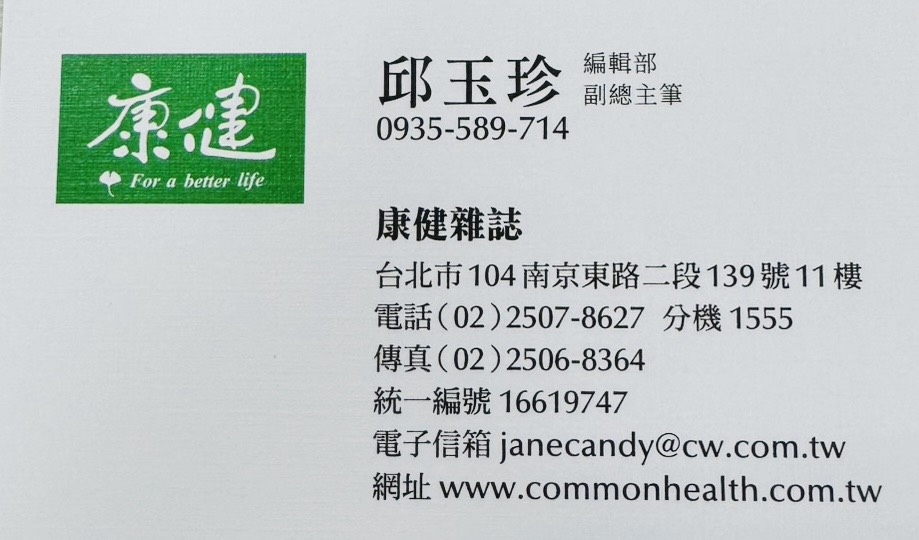 康健
For a better life
邱玉珍 編輯部
副總主筆
0935-589-714
康健雜誌
台北市104南京東路二段139號11樓
電話(02)2507-8627 分機1555
傳真(02)2506-8364
統一編號 16619747
電子信箱 janecandy@cw.com.tw
網址 www.commonhealth.com.tw